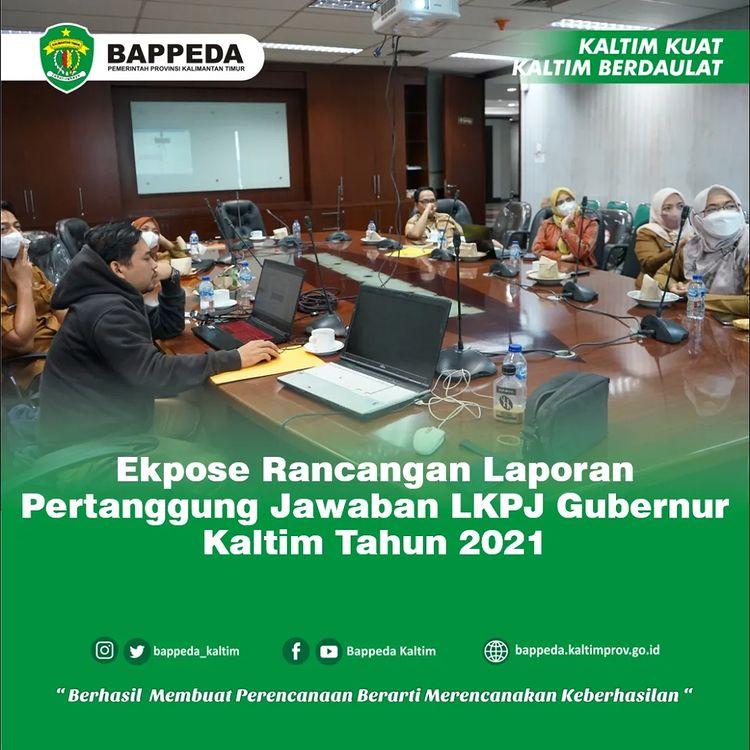 BAPPEDA
PEMERINTAH PROVINSI KALIMANTAN TIMUR
KALTIM KUAT
KALTIM BERDAULAT
Ekpose Rancangan Laporan
Pertanggung Jawaban LKPJ Gubernur
Kaltim Tahun 2021
bappeda_kaltim
Bappeda Kaltim
bappeda.kaltimprov.go.id
“ Berhasil Membuat Perencanaan Berarti Merencanakan Keberhasilan “